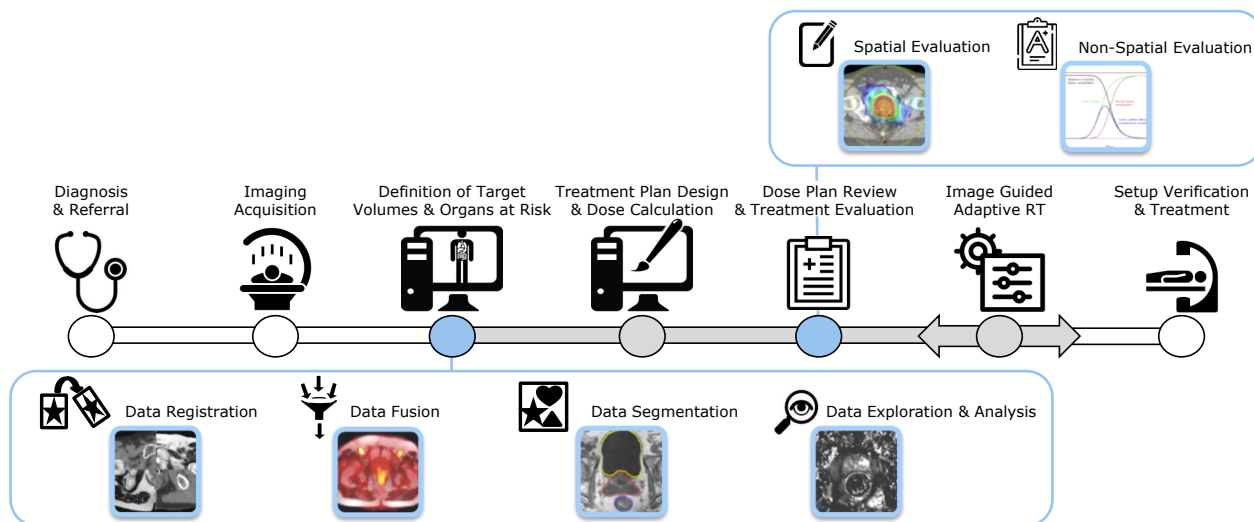 Spatial Evaluation
Non-Spatial Evaluation
Diagnosis
& Referral
Imaging
Acquisition
Definition of Target
Volumes & Organs at Risk
Treatment Plan Design
& Dose Calculation
Dose Plan Review
& Treatment Evaluation
Image Guided
Adaptive RT
Setup Verification
& Treatment
Data Registration
Data Fusion
Data Segmentation
Data Exploration & Analysis